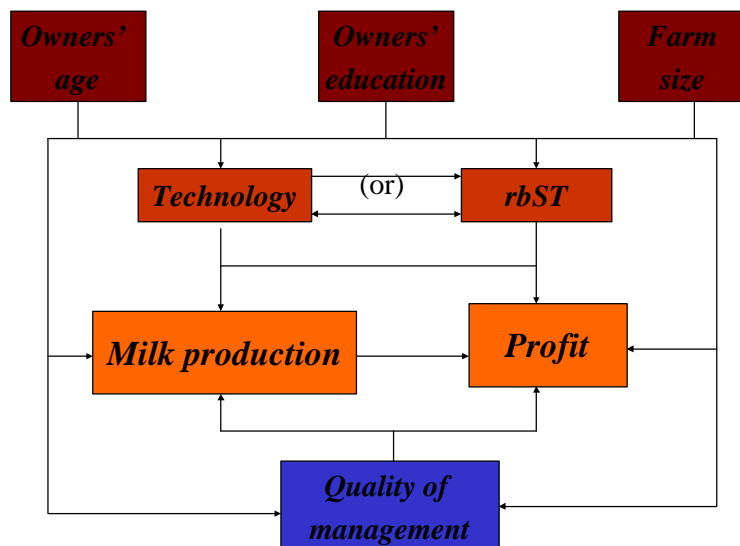 Owners'
age
Owners'
education
Farm
size
Technology
(or)
rbST
Milk production
Profit
Quality of
management